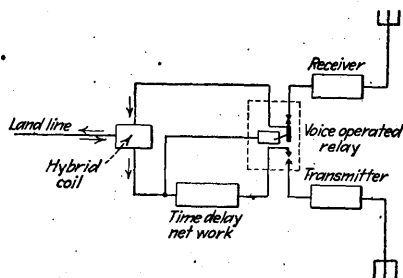 Receiver
Land line
Voice operated
relay
Hybrid
coil
Transmitter
Time delay
net work